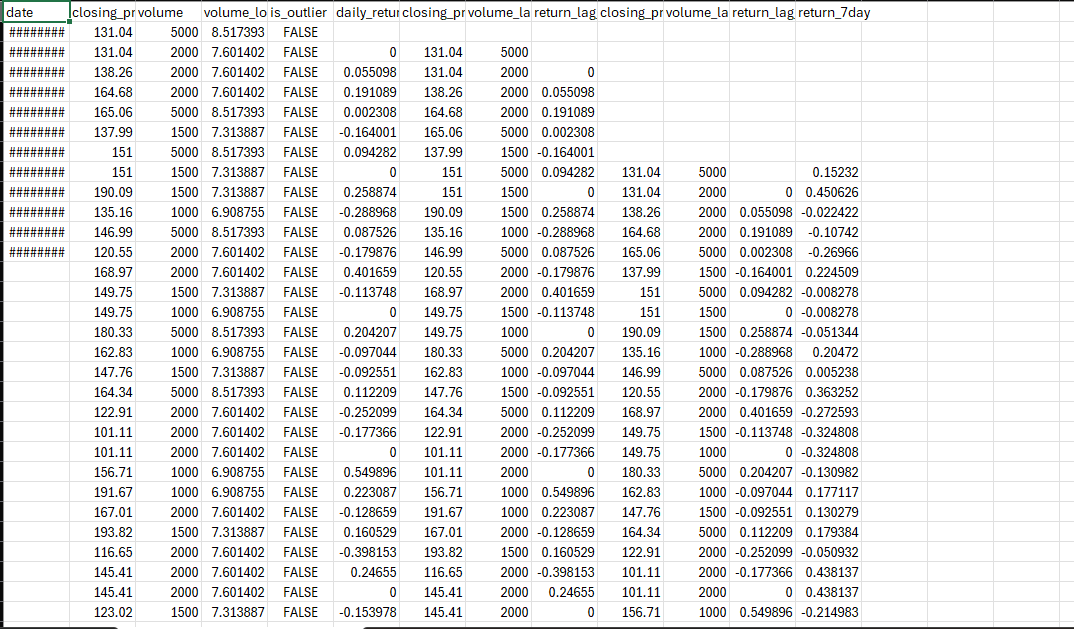 date closing_pr volume volume_lo is_outlier daily_retur closing_pr volume_la return_lag closing_pr volume_la return_lag return_7day
######## 131.04 5000 8.517393 FALSE
######## 131.04 2000 7.601402 FALSE 0 131.04 5000
######## 138.26 2000 7.601402 FALSE 0.055098 131.04 2000 0
######## 164.68 2000 7.601402 FALSE 0.191089 138.26 2000 0.055098
######## 165.06 5000 8.517393 FALSE 0.002308 164.68 2000 0.191089
######## 137.99 1500 7.313887 FALSE -0.164001 165.06 5000 0.002308
######## 151 5000 8.517393 FALSE 0.094282 137.99 1500 -0.164001
######## 151 1500 7.313887 FALSE 0 151 5000 0.094282 131.04 5000 0.15232
######## 190.09 1500 7.313887 FALSE 0.258874 151 1500 0 131.04 2000 0 0.450626
######## 135.16 1000 6.908755 FALSE -0.288968 190.09 1500 0.258874 138.26 2000 0.055098 -0.022422
######## 146.99 5000 8.517393 FALSE 0.087526 135.16 1000 -0.288968 164.68 2000 0.191089 -0.10742
######## 120.55 2000 7.601402 FALSE -0.179876 146.99 5000 0.087526 165.06 5000 0.002308 -0.26966
168.97 2000 7.601402 FALSE 0.401659 120.55 2000 -0.179876 137.99 1500 -0.164001 0.224509
149.75 1500 7.313887 FALSE -0.113748 168.97 2000 0.401659 151 5000 0.094282 -0.008278
149.75 1000 6.908755 FALSE 0 149.75 1500 -0.113748 151 1500 0 -0.008278
180.33 5000 8.517393 FALSE 0.204207 149.75 1000 0 190.09 1500 0.258874 -0.051344
162.83 1000 6.908755 FALSE -0.097044 180.33 5000 0.204207 135.16 1000 -0.288968 0.20472
147.76 1500 7.313887 FALSE -0.092551 162.83 1000 -0.097044 146.99 5000 0.087526 0.005238
164.34 5000 8.517393 FALSE 0.112209 147.76 1500 -0.092551 120.55 2000 -0.179876 0.363252
122.91 2000 7.601402 FALSE -0.252099 164.34 5000 0.112209 168.97 2000 0.401659 -0.272593
101.11 2000 7.601402 FALSE -0.177366 122.91 2000 -0.252099 149.75 1500 -0.113748 -0.324808
101.11 2000 7.601402 FALSE 0 101.11 2000 -0.177366 149.75 1000 0 -0.324808
156.71 1000 6.908755 FALSE 0.549896 101.11 2000 0 180.33 5000 0.204207 -0.130982
191.67 1000 6.908755 FALSE 0.223087 156.71 1000 0.549896 162.83 1000 -0.097044 0.177117
167.01 2000 7.601402 FALSE -0.128659 191.67 1000 0.223087 147.76 1500 -0.092551 0.130279
193.82 1500 7.313887 FALSE 0.160529 167.01 2000 -0.128659 164.34 5000 0.112209 0.179384
116.65 2000 7.601402 FALSE -0.398153 193.82 1500 0.160529 122.91 2000 -0.252099 -0.050932
145.41 2000 7.601402 FALSE 0.24655 116.65 2000 -0.398153 101.11 2000 -0.177366 0.438137
145.41 2000 7.601402 FALSE 0 145.41 2000 0.24655 101.11 2000 0 0.438137
123.02 1500 7.313887 FALSE -0.153978 145.41 2000 0 156.71 1000 0.549896 -0.214983